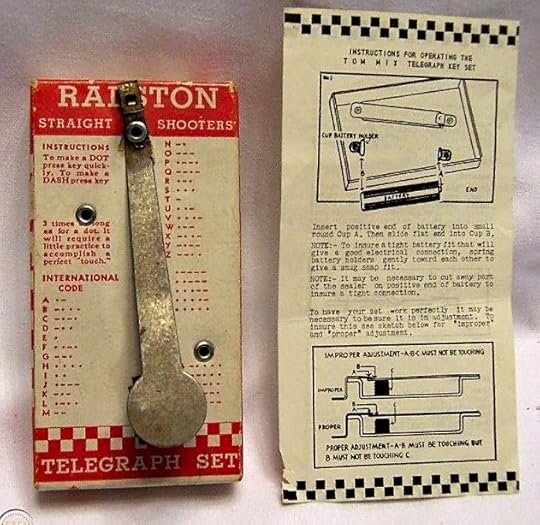 RALSTON
STRAIGHT SHOOTERS
INSTRUCTIONS
To make a DOT
press key quick-
ly. To make a
DASH press key
3 times as long
as for a dot. It
will require a
little practice to
accomplish a
perfect "touch."
INTERNATIONAL
CODE
A
B
C
D
E
F
G
H
I
J
K
L
M
N
O
P
Q
R
S
T
U
V
W
X
Y
Z
TELEGRAPH SET
INSTRUCTIONS FOR OPERATING THE
TOM MIX TELEGRAPH KEY SET
CUP BATTERY HOLDER
C
A
B
BATTERY
END
Insert positive end of battery into small
round Cup A. Then slice flat end into Cup B.
NOTE:- To insure a tight battery fit that will
give a good electrical connection, spring
battery holders gently toward each other to
give a snug snap fit.
NOTE:- It may be necessary to cut away part
of the sealer on positive end of battery to
insure a tight connection.
To have your set work perfectly it may be
necessary to be sure it is in adjustment. To
insure this see sketch below for "improper
and "proper" adjustment.
IMPROPER ADJUSTMENT-A-B-C MUST NOT BE TOUCHING
B
A
C
IMPROPER
B
A
C
PROPER
PROPER ADJUSTMENT-A-B MUST BE TOUCHING BUT
B MUST NOT BE TOUCHING C